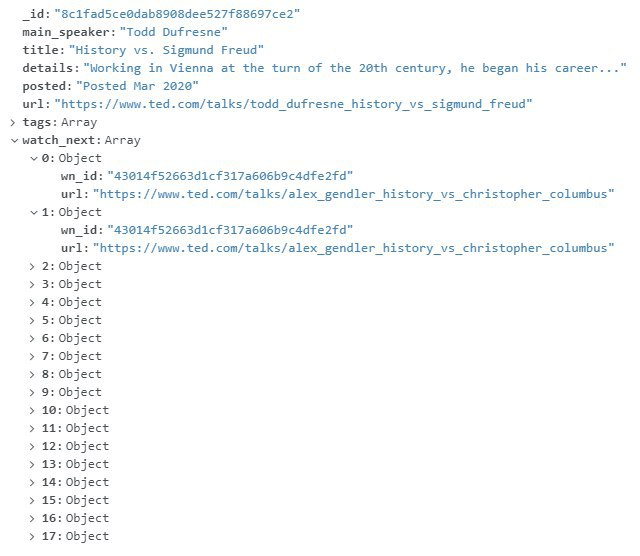 _id: "8c1fad5ce0dab8908dee527f88697ce2"
main_speaker: "Todd Dufresne"
title: "History vs. Sigmund Freud"
details: "Working in Vienna at the turn of the 20th century, he began his career..."
posted: "Posted Mar 2020"
url: "https://www.ted.com/talks/todd_dufresne_history_vs_sigmund_freud"
tags: Array
watch_next: Array
0: Object
wn_id: "43014f52663d1cf317a606b9c4dfe2fd"
url: "https://www.ted.com/talks/alex_gendler_history_vs_christopher_columbus"
1: Object
wn_id: "43014f52663d1cf317a606b9c4dfe2fd"
url: "https://www.ted.com/talks/alex_gendler_history_vs_christopher_columbus"
2: Object
3: Object
4: Object
5: Object
6: Object
7: Object
8: Object
9: Object
10: Object
11: Object
12: Object
13: Object
14: Object
15: Object
16: Object
17: Object